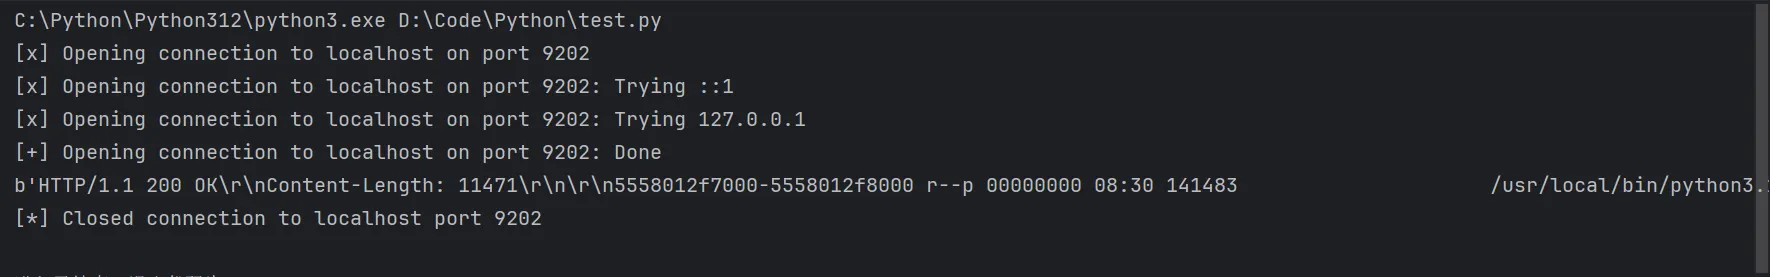 C:\Python\Python312\python3.exe D:\Code\Python\test.py
[x] Opening connection to localhost on port 9202
[x] Opening connection to localhost on port 9202: Trying ::1
[x] Opening connection to localhost on port 9202: Trying 127.0.0.1
[+] Opening connection to localhost on port 9202: Done
b'HTTP/1.1 200 OK\r\nContent-Length: 11471\r\n\r\n5558012f7000-5558012f8000 r--p 00000000 08:30 141483 /usr/local/bin/python3.
[*] Closed connection to localhost port 9202